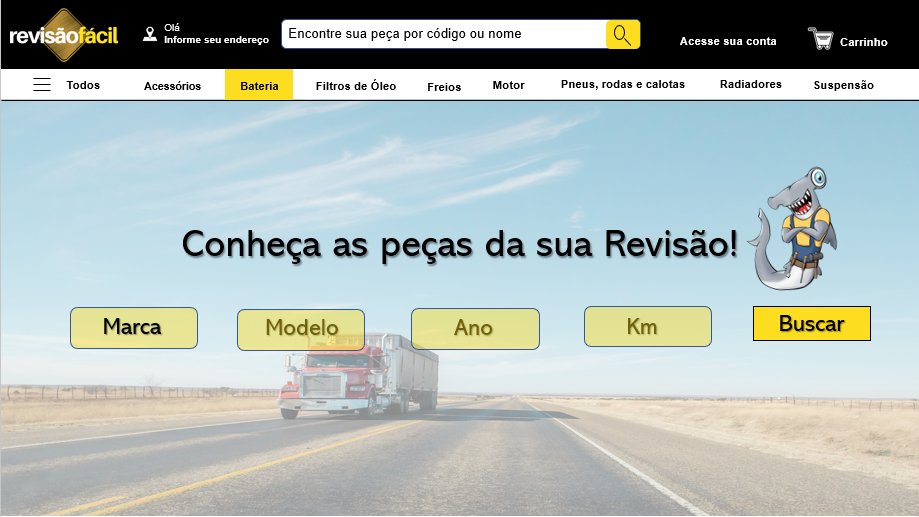 revisãofácil
Olá
Informe seu endereço
Encontre sua peça por código ou nome
Acesse sua conta
Carrinho
Todos
Acessórios
Bateria
Filtros de Óleo
Freios
Motor
Pneus, rodas e calotas
Radiadores
Suspensão
Conheça as peças da sua Revisão!
Marca
Modelo
Ano
Km
Buscar